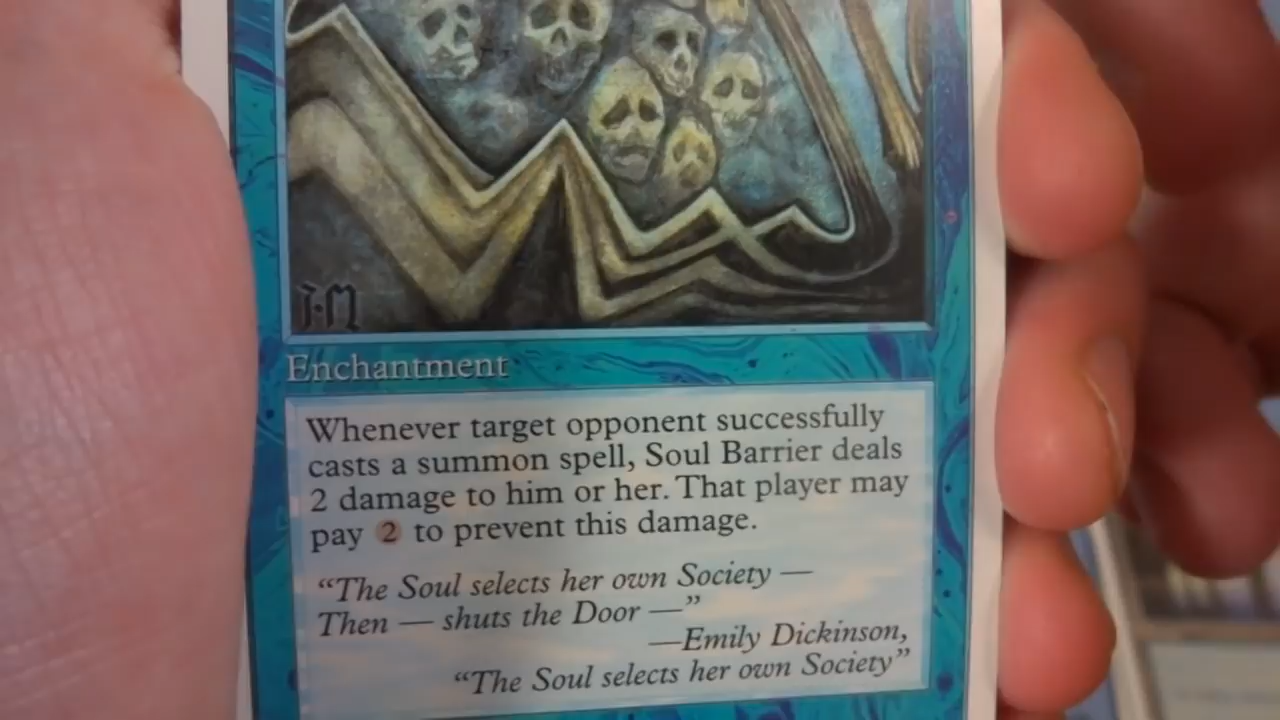 I·M
Enchantment
Whenever target opponent successfully
casts a summon spell, Soul Barrier deals
2 damage to him or her. That player may
pay 2 to prevent this damage.
“The Soul selects her own Society —
Then — shuts the Door —”
—Emily Dickinson,
“The Soul selects her own Society”